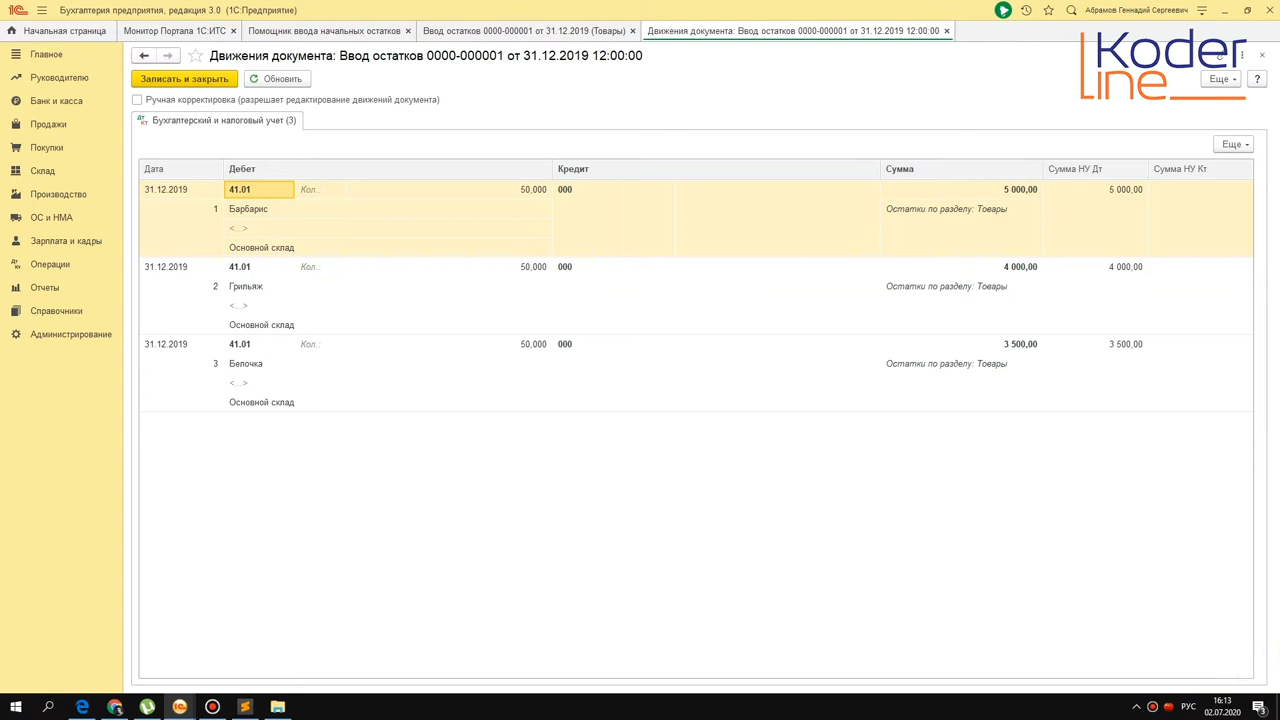 Бухгалтерия предприятия, редакция 3.0 (1С:Предприятие)
Абрамов Геннадий Сергеевич
Начальная страница
Монитор Портала 1С:ИТС ×
Помощник ввода начальных остатков ×
Ввод остатков 0000-000001 от 31.12.2019 (Товары) ×
Движения документа: Ввод остатков 0000-000001 от 31.12.2019 12:00:00 ×
Koder
line
Главное
Руководителю
Банк и касса
Продажи
Покупки
Склад
Производство
ОС и НМА
Зарплата и кадры
Операции
Отчеты
Справочники
Администрирование
Движения документа: Ввод остатков 0000-000001 от 31.12.2019 12:00:00
Записать и закрыть
Обновить
Еще
?
Ручная корректировка (разрешает редактирование движений документа)
Бухгалтерский и налоговый учет (3)
Еще
Дата Дебет Кредит Сумма Сумма НУ Дт Сумма НУ Кт
31.12.2019 41.01 Кол.: 50,000 000 5 000,00 5 000,00
1 Барбарис Остатки по разделу: Товары
<...>
Основной склад
31.12.2019 41.01 Кол.: 50,000 000 4 000,00 4 000,00
2 Грильяж Остатки по разделу: Товары
<...>
Основной склад
31.12.2019 41.01 Кол.: 50,000 000 3 500,00 3 500,00
3 Белочка Остатки по разделу: Товары
<...>
Основной склад
РУС
16:13
02.07.2020
3